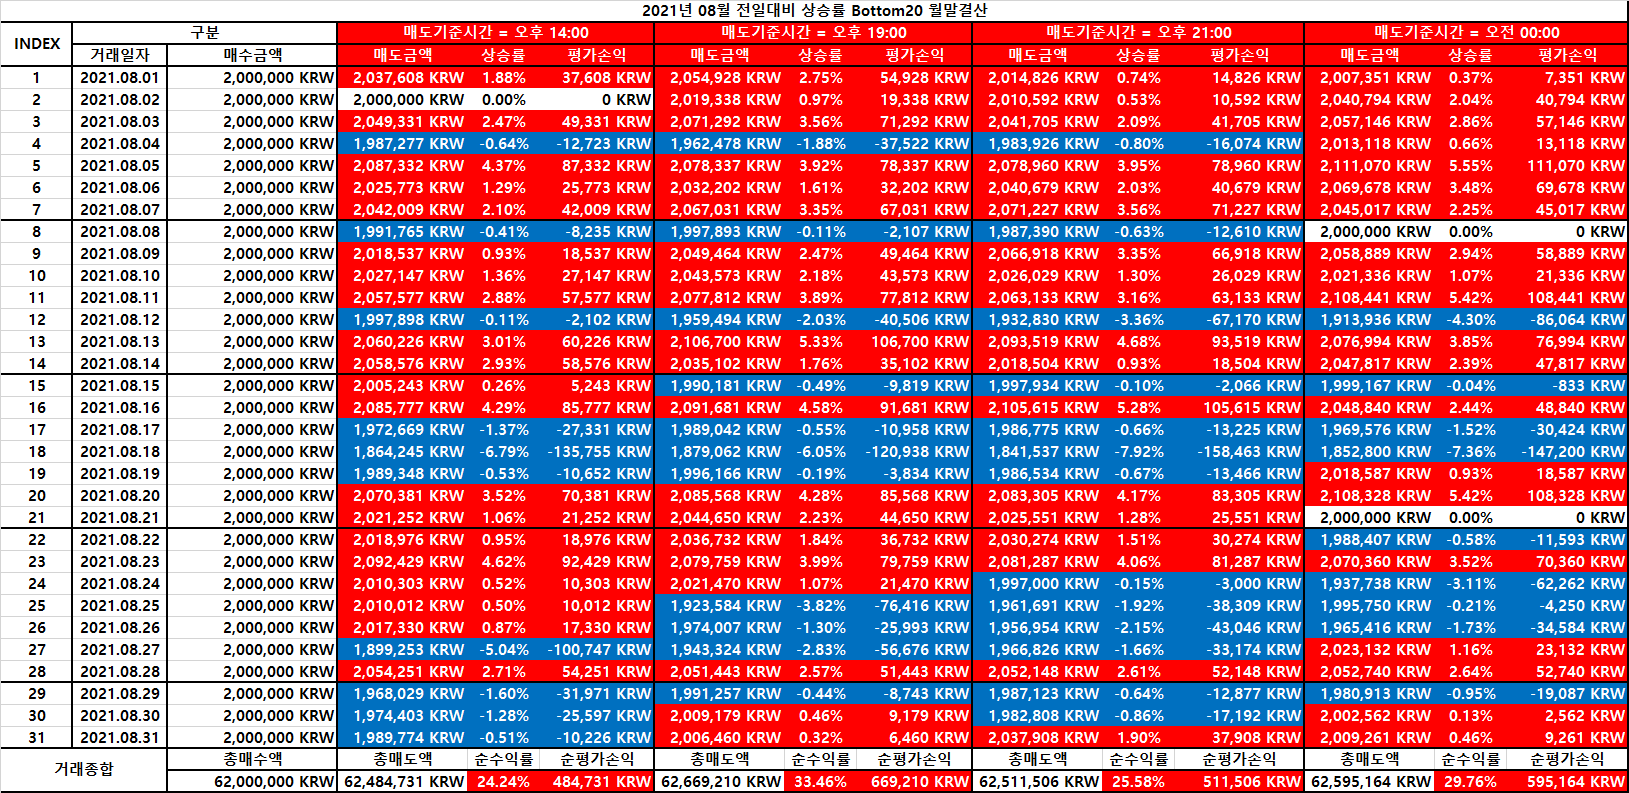 2021년 08월 전일대비 상승률 Bottom20 월말결산
INDEX 구분 매도기준시간 = 오후 14:00 매도기준시간 = 오후 19:00 매도기준시간 = 오후 21:00 매도기준시간 = 오전 00:00
거래일자 매수금액 매도금액 상승률 평가손익 매도금액 상승률 평가손익 매도금액 상승률 평가손익 매도금액 상승률 평가손익
1 2021.08.01 2,000,000 KRW 2,037,608 KRW 1.88% 37,608 KRW 2,054,928 KRW 2.75% 54,928 KRW 2,014,826 KRW 0.74% 14,826 KRW 2,007,351 KRW 0.37% 7,351 KRW
2 2021.08.02 2,000,000 KRW 2,000,000 KRW 0.00% 0 KRW 2,019,338 KRW 0.97% 19,338 KRW 2,010,592 KRW 0.53% 10,592 KRW 2,040,794 KRW 2.04% 40,794 KRW
3 2021.08.03 2,000,000 KRW 2,049,331 KRW 2.47% 49,331 KRW 2,071,292 KRW 3.56% 71,292 KRW 2,041,705 KRW 2.09% 41,705 KRW 2,057,146 KRW 2.86% 57,146 KRW
4 2021.08.04 2,000,000 KRW 1,987,277 KRW -0.64% -12,723 KRW 1,962,478 KRW -1.88% -37,522 KRW 1,983,926 KRW -0.80% -16,074 KRW 2,013,118 KRW 0.66% 13,118 KRW
5 2021.08.05 2,000,000 KRW 2,087,332 KRW 4.37% 87,332 KRW 2,078,337 KRW 3.92% 78,337 KRW 2,078,960 KRW 3.95% 78,960 KRW 2,111,070 KRW 5.55% 111,070 KRW
6 2021.08.06 2,000,000 KRW 2,025,773 KRW 1.29% 25,773 KRW 2,032,202 KRW 1.61% 32,202 KRW 2,040,679 KRW 2.03% 40,679 KRW 2,069,678 KRW 3.48% 69,678 KRW
7 2021.08.07 2,000,000 KRW 2,042,009 KRW 2.10% 42,009 KRW 2,067,031 KRW 3.35% 67,031 KRW 2,071,227 KRW 3.56% 71,227 KRW 2,045,017 KRW 2.25% 45,017 KRW
8 2021.08.08 2,000,000 KRW 1,991,765 KRW -0.41% -8,235 KRW 1,997,893 KRW -0.11% -2,107 KRW 1,987,390 KRW -0.63% -12,610 KRW 2,000,000 KRW 0.00% 0 KRW
9 2021.08.09 2,000,000 KRW 2,018,537 KRW 0.93% 18,537 KRW 2,049,464 KRW 2.47% 49,464 KRW 2,066,918 KRW 3.35% 66,918 KRW 2,058,889 KRW 2.94% 58,889 KRW
10 2021.08.10 2,000,000 KRW 2,027,147 KRW 1.36% 27,147 KRW 2,043,573 KRW 2.18% 43,573 KRW 2,026,029 KRW 1.30% 26,029 KRW 2,021,336 KRW 1.07% 21,336 KRW
11 2021.08.11 2,000,000 KRW 2,057,577 KRW 2.88% 57,577 KRW 2,077,812 KRW 3.89% 77,812 KRW 2,063,133 KRW 3.16% 63,133 KRW 2,108,441 KRW 5.42% 108,441 KRW
12 2021.08.12 2,000,000 KRW 1,997,898 KRW -0.11% -2,102 KRW 1,959,494 KRW -2.03% -40,506 KRW 1,932,830 KRW -3.36% -67,170 KRW 1,913,936 KRW -4.30% -86,064 KRW
13 2021.08.13 2,000,000 KRW 2,060,226 KRW 3.01% 60,226 KRW 2,106,700 KRW 5.33% 106,700 KRW 2,093,519 KRW 4.68% 93,519 KRW 2,076,994 KRW 3.85% 76,994 KRW
14 2021.08.14 2,000,000 KRW 2,058,576 KRW 2.93% 58,576 KRW 2,035,102 KRW 1.76% 35,102 KRW 2,018,504 KRW 0.93% 18,504 KRW 2,047,817 KRW 2.39% 47,817 KRW
15 2021.08.15 2,000,000 KRW 2,005,243 KRW 0.26% 5,243 KRW 1,990,181 KRW -0.49% -9,819 KRW 1,997,934 KRW -0.10% -2,066 KRW 1,999,167 KRW -0.04% -833 KRW
16 2021.08.16 2,000,000 KRW 2,085,777 KRW 4.29% 85,777 KRW 2,091,681 KRW 4.58% 91,681 KRW 2,105,615 KRW 5.28% 105,615 KRW 2,048,840 KRW 2.44% 48,840 KRW
17 2021.08.17 2,000,000 KRW 1,972,669 KRW -1.37% -27,331 KRW 1,989,042 KRW -0.55% -10,958 KRW 1,986,775 KRW -0.66% -13,225 KRW 1,969,576 KRW -1.52% -30,424 KRW
18 2021.08.18 2,000,000 KRW 1,864,245 KRW -6.79% -135,755 KRW 1,879,062 KRW -6.05% -120,938 KRW 1,841,537 KRW -7.92% -158,463 KRW 1,852,800 KRW -7.36% -147,200 KRW
19 2021.08.19 2,000,000 KRW 1,989,348 KRW -0.53% -10,652 KRW 1,996,166 KRW -0.19% -3,834 KRW 1,986,534 KRW -0.67% -13,466 KRW 2,018,587 KRW 0.93% 18,587 KRW
20 2021.08.20 2,000,000 KRW 2,070,381 KRW 3.52% 70,381 KRW 2,085,568 KRW 4.28% 85,568 KRW 2,083,305 KRW 4.17% 83,305 KRW 2,108,328 KRW 5.42% 108,328 KRW
21 2021.08.21 2,000,000 KRW 2,021,252 KRW 1.06% 21,252 KRW 2,044,650 KRW 2.23% 44,650 KRW 2,025,551 KRW 1.28% 25,551 KRW 2,000,000 KRW 0.00% 0 KRW
22 2021.08.22 2,000,000 KRW 2,018,976 KRW 0.95% 18,976 KRW 2,036,732 KRW 1.84% 36,732 KRW 2,030,274 KRW 1.51% 30,274 KRW 1,988,407 KRW -0.58% -11,593 KRW
23 2021.08.23 2,000,000 KRW 2,092,429 KRW 4.62% 92,429 KRW 2,079,759 KRW 3.99% 79,759 KRW 2,081,287 KRW 4.06% 81,287 KRW 2,070,360 KRW 3.52% 70,360 KRW
24 2021.08.24 2,000,000 KRW 2,010,303 KRW 0.52% 10,303 KRW 2,021,470 KRW 1.07% 21,470 KRW 1,997,000 KRW -0.15% -3,000 KRW 1,937,738 KRW -3.11% -62,262 KRW
25 2021.08.25 2,000,000 KRW 2,010,012 KRW 0.50% 10,012 KRW 1,923,584 KRW -3.82% -76,416 KRW 1,961,691 KRW -1.92% -38,309 KRW 1,995,750 KRW -0.21% -4,250 KRW
26 2021.08.26 2,000,000 KRW 2,017,330 KRW 0.87% 17,330 KRW 1,974,007 KRW -1.30% -25,993 KRW 1,956,954 KRW -2.15% -43,046 KRW 1,965,416 KRW -1.73% -34,584 KRW
27 2021.08.27 2,000,000 KRW 1,899,253 KRW -5.04% -100,747 KRW 1,943,324 KRW -2.83% -56,676 KRW 1,966,826 KRW -1.66% -33,174 KRW 2,023,132 KRW 1.16% 23,132 KRW
28 2021.08.28 2,000,000 KRW 2,054,251 KRW 2.71% 54,251 KRW 2,051,443 KRW 2.57% 51,443 KRW 2,052,148 KRW 2.61% 52,148 KRW 2,052,740 KRW 2.64% 52,740 KRW
29 2021.08.29 2,000,000 KRW 1,968,029 KRW -1.60% -31,971 KRW 1,991,257 KRW -0.44% -8,743 KRW 1,987,123 KRW -0.64% -12,877 KRW 1,980,913 KRW -0.95% -19,087 KRW
30 2021.08.30 2,000,000 KRW 1,974,403 KRW -1.28% -25,597 KRW 2,009,179 KRW 0.46% 9,179 KRW 1,982,808 KRW -0.86% -17,192 KRW 2,002,562 KRW 0.13% 2,562 KRW
31 2021.08.31 2,000,000 KRW 1,989,774 KRW -0.51% -10,226 KRW 2,006,460 KRW 0.32% 6,460 KRW 2,037,908 KRW 1.90% 37,908 KRW 2,009,261 KRW 0.46% 9,261 KRW
거래종합 총매수액 총매도액 순수익률 순평가손익 총매도액 순수익률 순평가손익 총매도액 순수익률 순평가손익 총매도액 순수익률 순평가손익
62,000,000 KRW 62,484,731 KRW 24.24% 484,731 KRW 62,669,210 KRW 33.46% 669,210 KRW 62,511,506 KRW 25.58% 511,506 KRW 62,595,164 KRW 29.76% 595,164 KRW